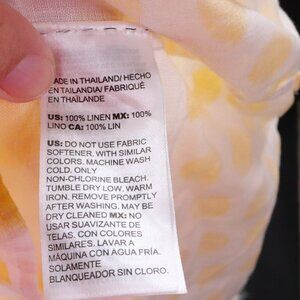 MADE IN THAILAND/ HECHO
EN TAILANDIA/ FABRIQUÉ
EN THAÏLANDE
US: 100% LINEN MX: 100%
LINO CA: 100% LIN
US: DO NOT USE FABRIC
SOFTENER. WITH SIMILAR
COLORS. MACHINE WASH
COLD. ONLY
NON-CHLORINE BLEACH.
TUMBLE DRY LOW. WARM
IRON. REMOVE PROMPTLY
AFTER WASHING. MAY BE
DRY CLEANED MX: NO
USAR SUAVIZANTE DE
TELAS. CON COLORES
SIMILARES. LAVAR A
MÁQUINA CON AGUA FRÍA.
SOLAMENTE
BLANQUEADOR SIN CLORO.